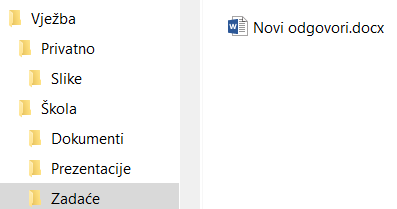 Vježba
Privatno
Slike
Škola
Dokumenti
Prezentacije
Zadaće
Novi odgovori.docx